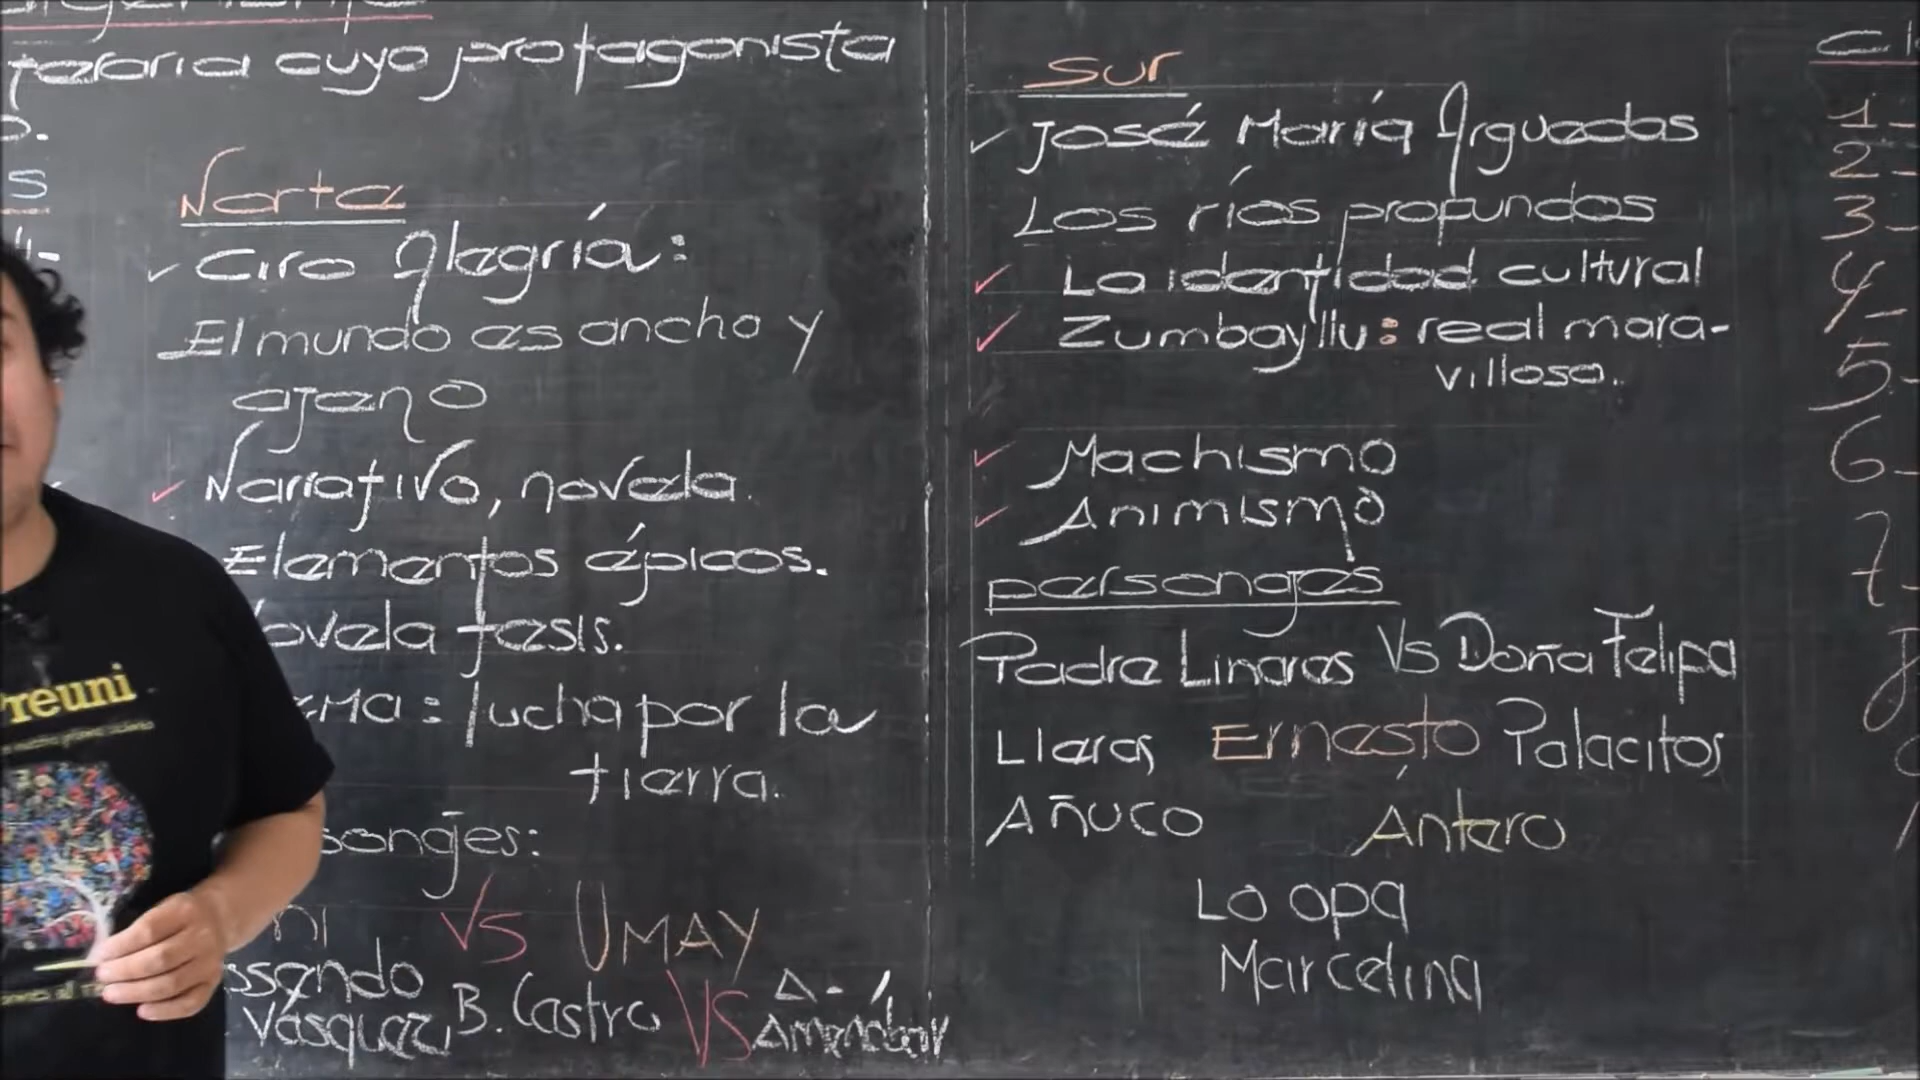 cuyo protagonista
S
Norte
Ciro Alegría:
El mundo es ancho y
ajeno
Narrativo, novela.
Elementos épicos.
ovela tesis.
ema: lucha por la
tierra.
sonajes:
ni vs UMAY
ssendo
Vásquez, B. Castro VS A. Amenábar
Preuni
Sur
José María Arguedas
Los ríos profundos
La identidad cultural
Zumbayllu: real mara-
villoso.
Machismo
Animismo
personajes
Padre Linares Vs Doña Felipa
Lleras Ernesto Palacitos
Añuco Ántero
La opa
Marcelina
1-
2-
3-
4-
5-
6-
7-